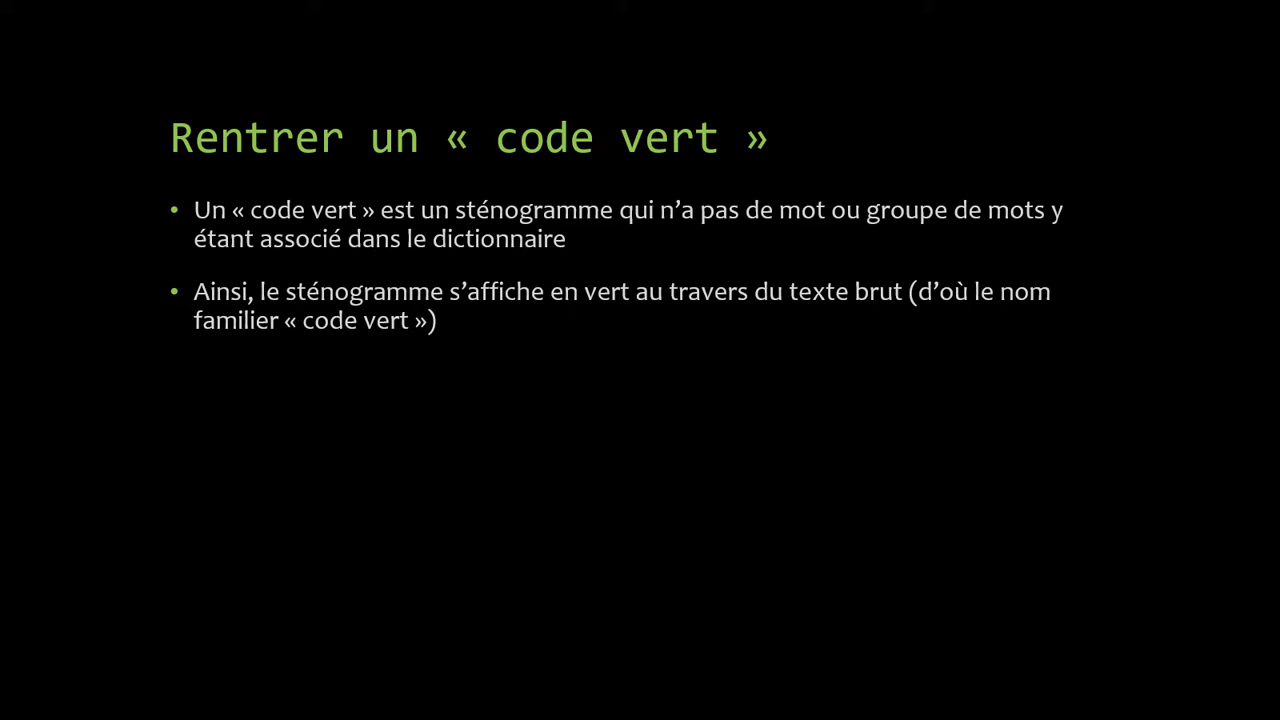 Rentrer un « code vert »
• Un « code vert » est un sténogramme qui n’a pas de mot ou groupe de mots y
étant associé dans le dictionnaire
• Ainsi, le sténogramme s’affiche en vert au travers du texte brut (d’où le nom
familier « code vert »)